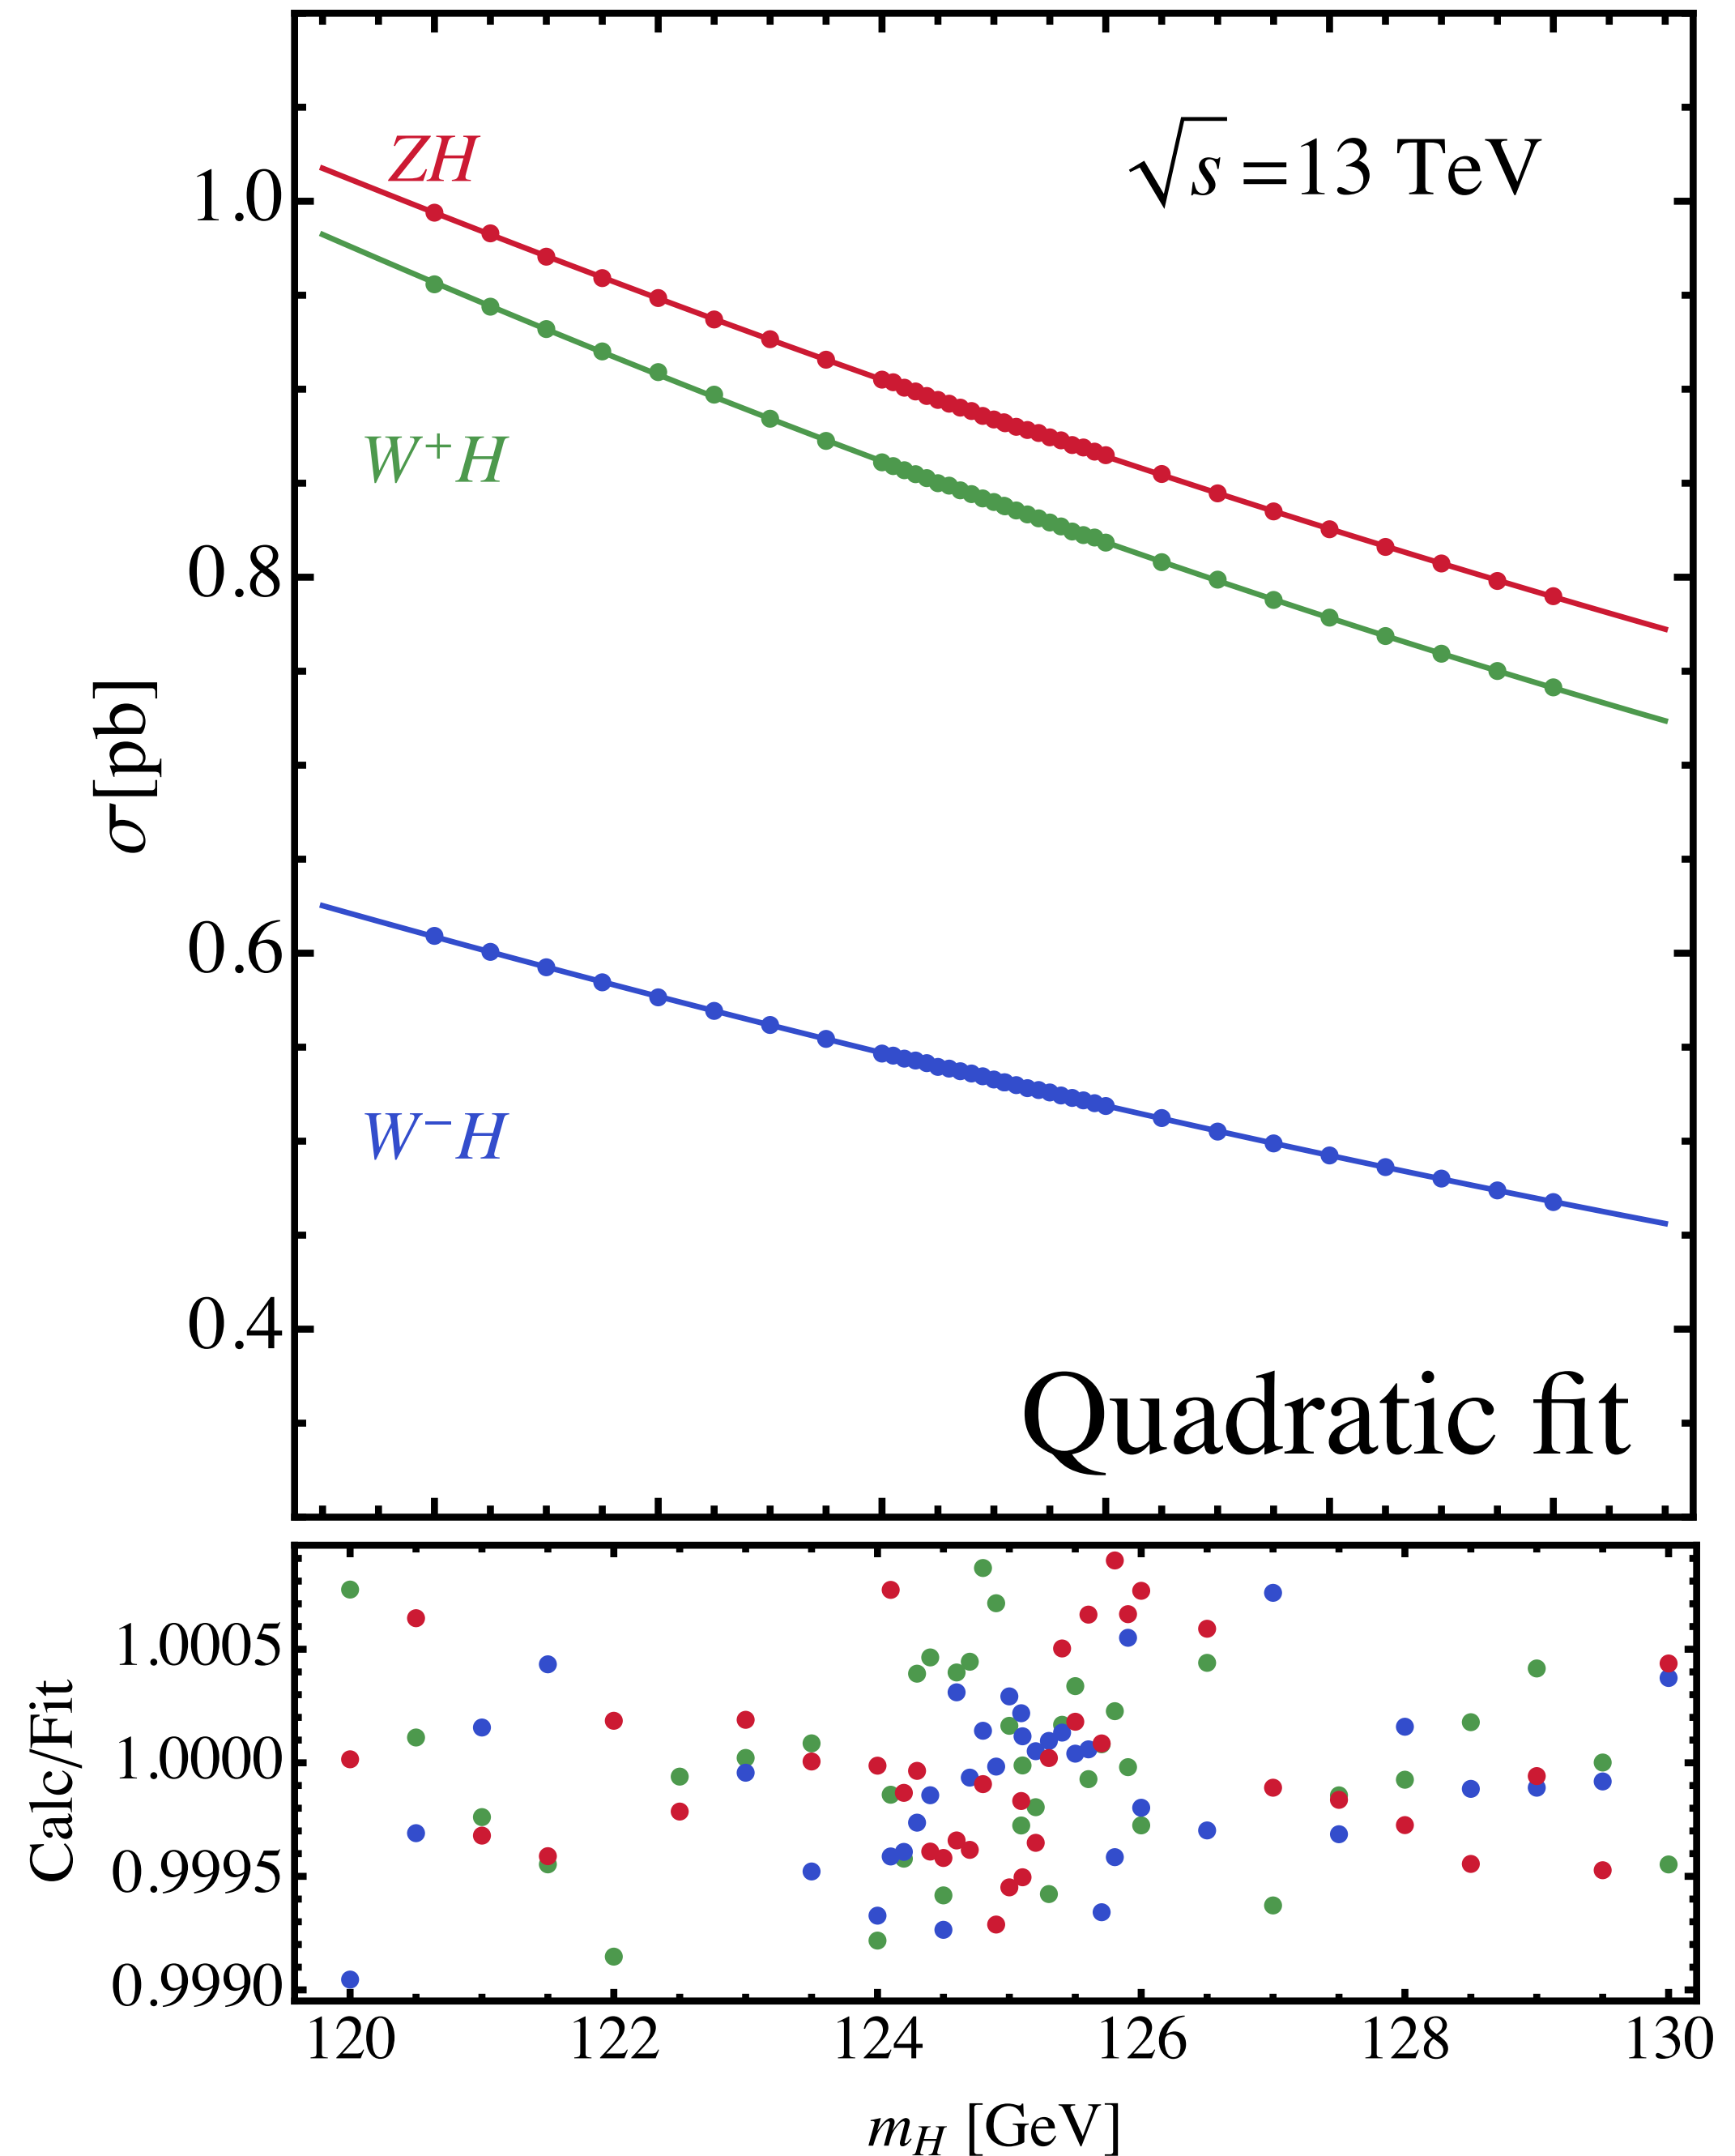 √s =13 TeV
ZH
1.0
W⁺H
0.8
σ[pb]
0.6
W⁻H
0.4
Quadratic fit
1.0005
1.0000
0.9995
0.9990
Calc/Fit
120 122 124 126 128 130
m_H [GeV]